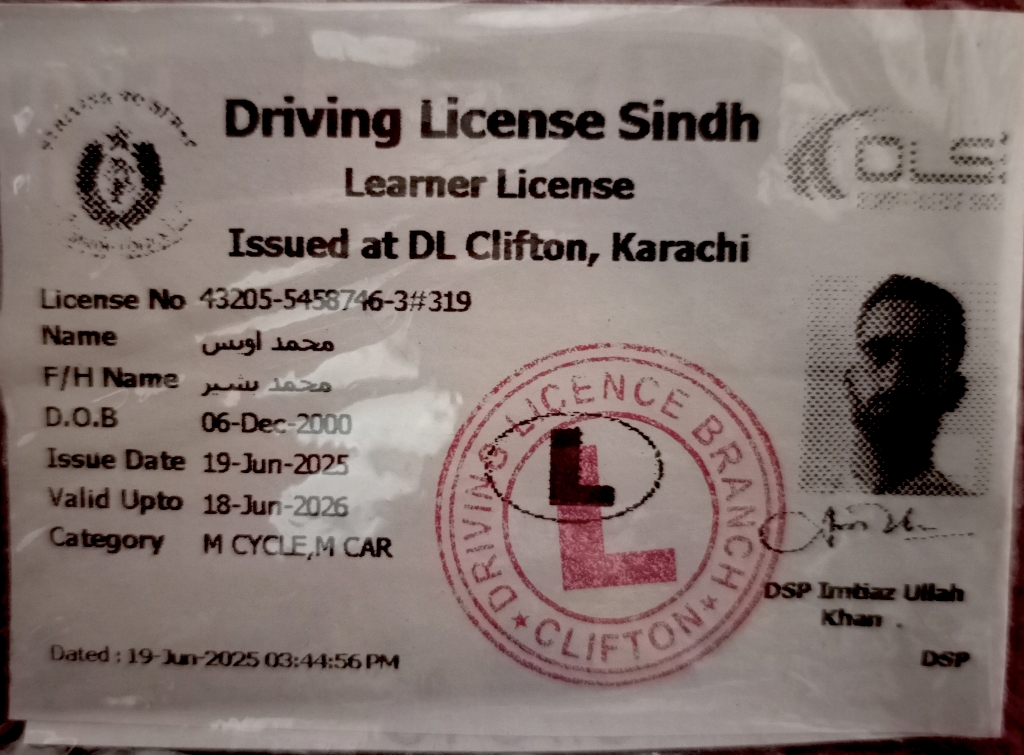 Driving License Sindh
Learner License
Issued at DL Clifton, Karachi
DLS
License No 43205-5458746-3#319
Name محمد اویس
F/H Name محمد بشیر
D.O.B 06-Dec-2000
Issue Date 19-Jun-2025
Valid Upto 18-Jun-2026
Category M CYCLE,M CAR
DRIVING LICENCE BRANCH
L
L
★ CLIFTON ★
DSP Imtiaz Ullah
Khan .
DSP
Dated : 19-Jun-2025 03:44:56 PM